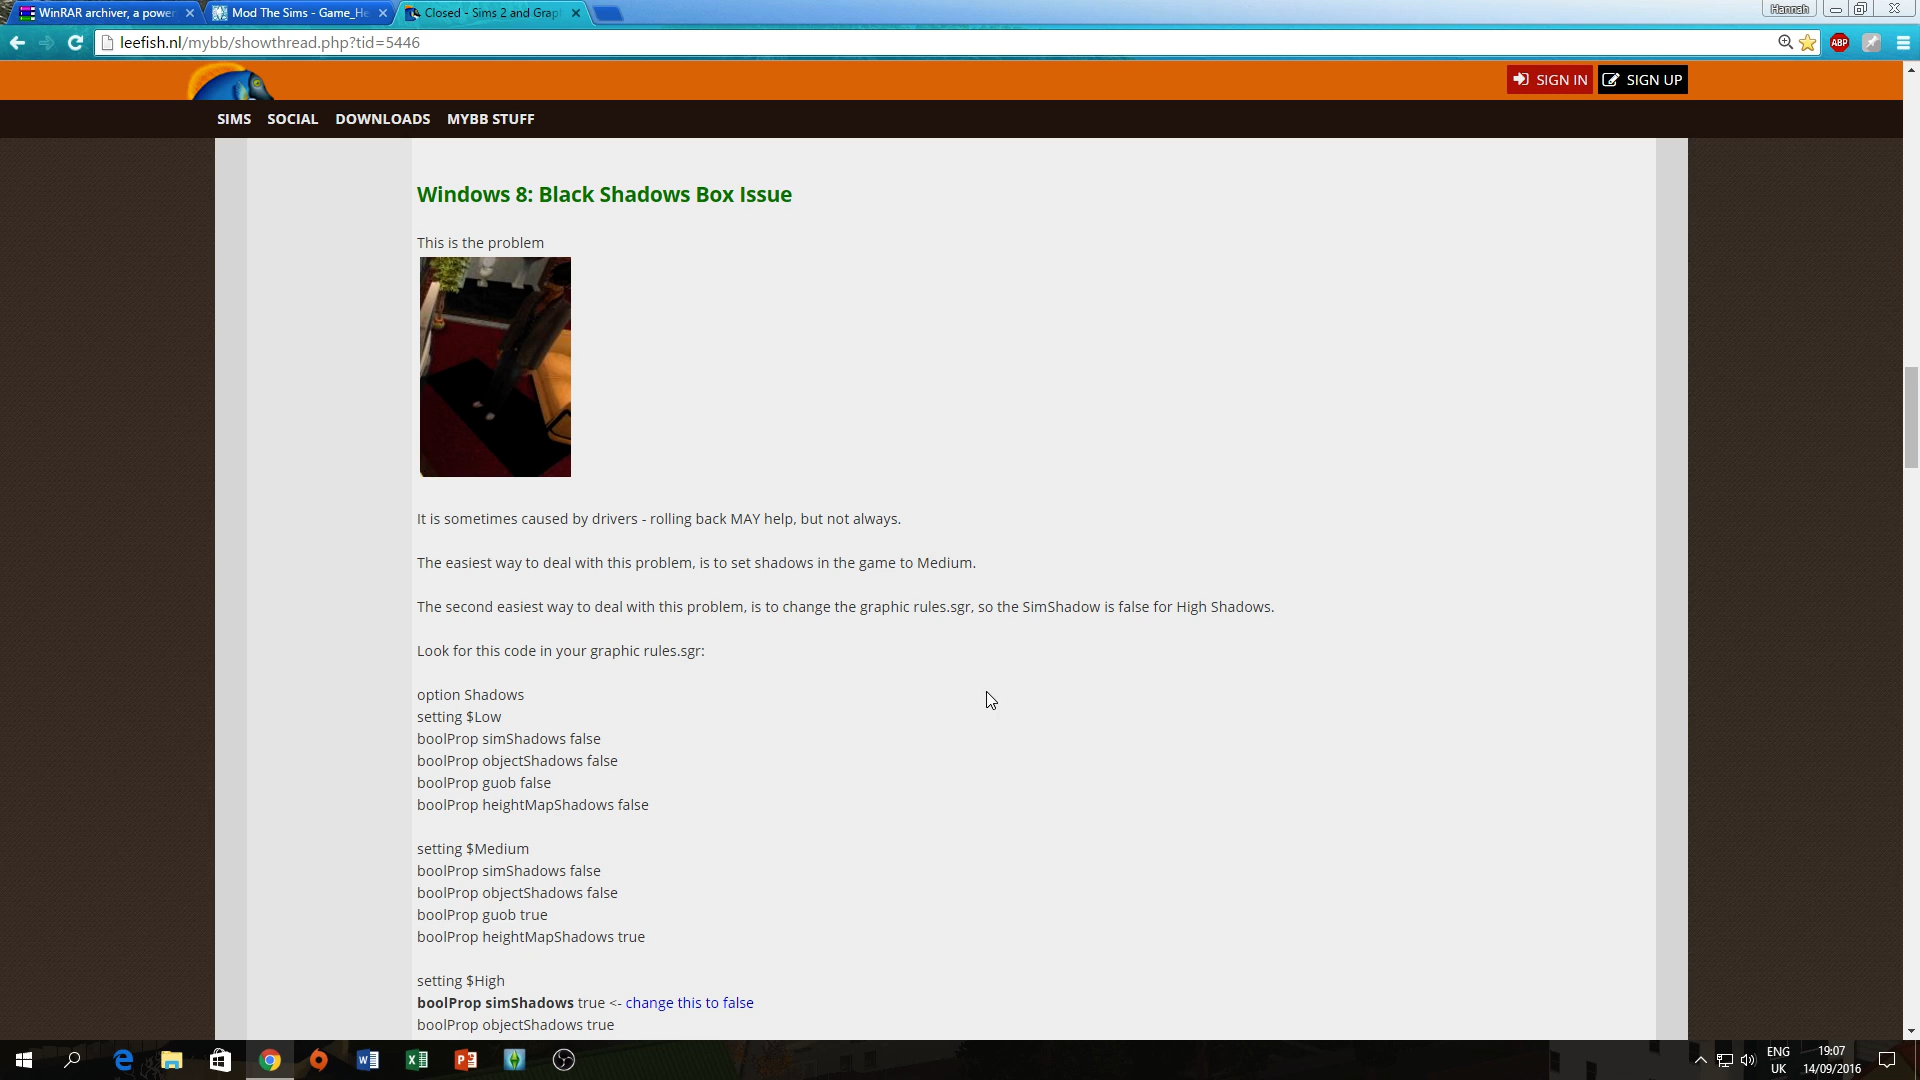 WinRAR archiver, a power
Mod The Sims - Game_He
Closed - Sims 2 and Grap
Hannah
leefish.nl/mybb/showthread.php?tid=5446
ABP
SIGN IN
SIGN UP
SIMS
SOCIAL
DOWNLOADS
MYBB STUFF
Windows 8: Black Shadows Box Issue
This is the problem
It is sometimes caused by drivers - rolling back MAY help, but not always.
The easiest way to deal with this problem, is to set shadows in the game to Medium.
The second easiest way to deal with this problem, is to change the graphic rules.sgr, so the SimShadow is false for High Shadows.
Look for this code in your graphic rules.sgr:
option Shadows
setting $Low
boolProp simShadows false
boolProp objectShadows false
boolProp guob false
boolProp heightMapShadows false
setting $Medium
boolProp simShadows false
boolProp objectShadows false
boolProp guob true
boolProp heightMapShadows true
setting $High
boolProp simShadows true <- change this to false
boolProp objectShadows true
ENG
UK
19:07
14/09/2016